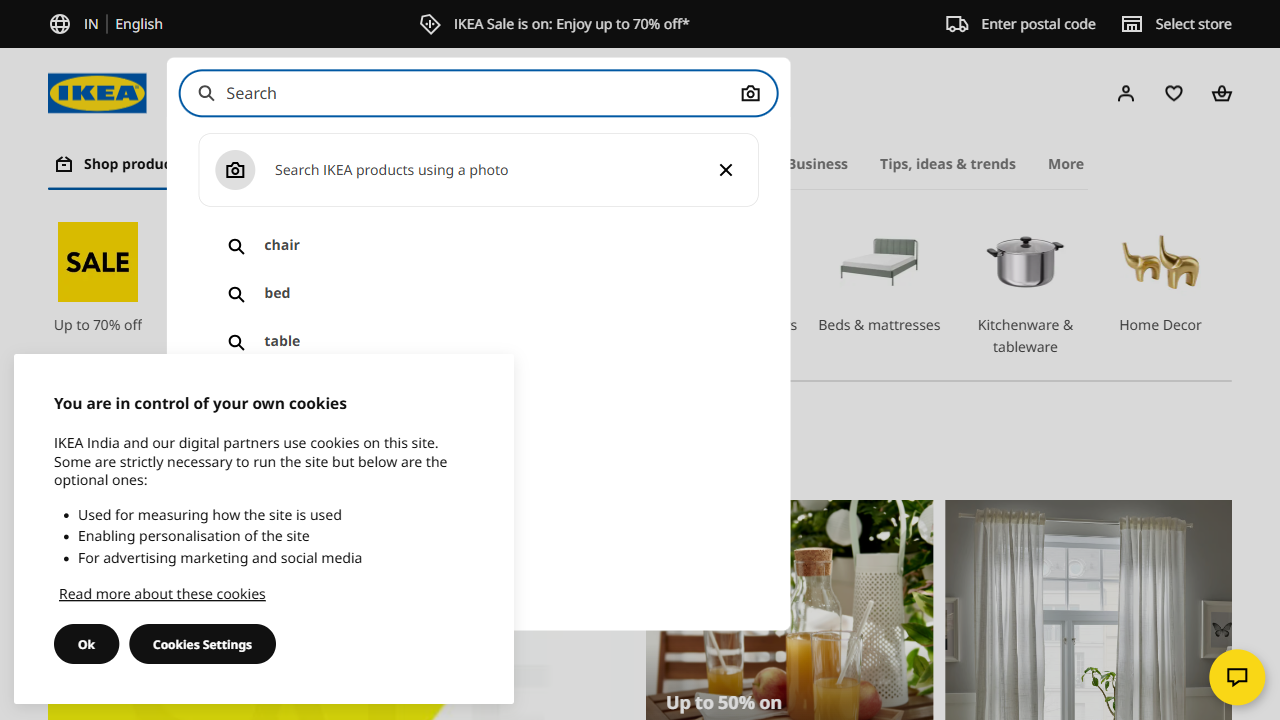 IN | English
IKEA Sale is on: Enjoy up to 70% off*
Enter postal code
Select store
IKEA
Search
Search IKEA products using a photo
chair
bed
table
Business
Tips, ideas & trends
More
SALE
Up to 70% off
Beds & mattresses
Kitchenware &
tableware
Home Decor
You are in control of your own cookies
IKEA India and our digital partners use cookies on this site.
Some are strictly necessary to run the site but below are the
optional ones:
• Used for measuring how the site is used
• Enabling personalisation of the site
• For advertising marketing and social media
Read more about these cookies
Ok
Cookies Settings
Shop produc
Up to 50% on